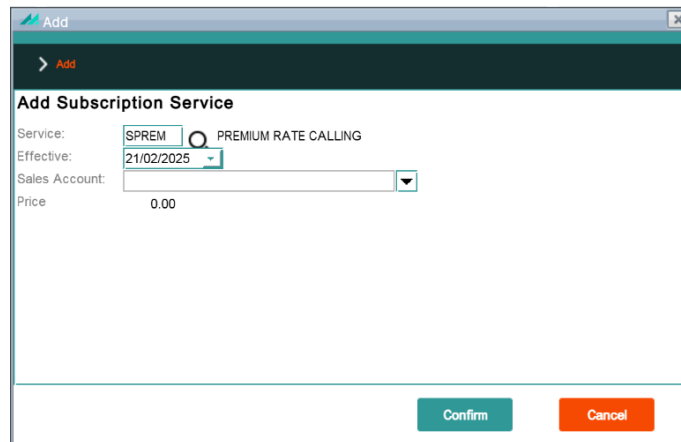 Add
Add
Add Subscription Service
Service: SPREM PREMIUM RATE CALLING
Effective: 21/02/2025
Sales Account:
Price 0.00
Confirm Cancel